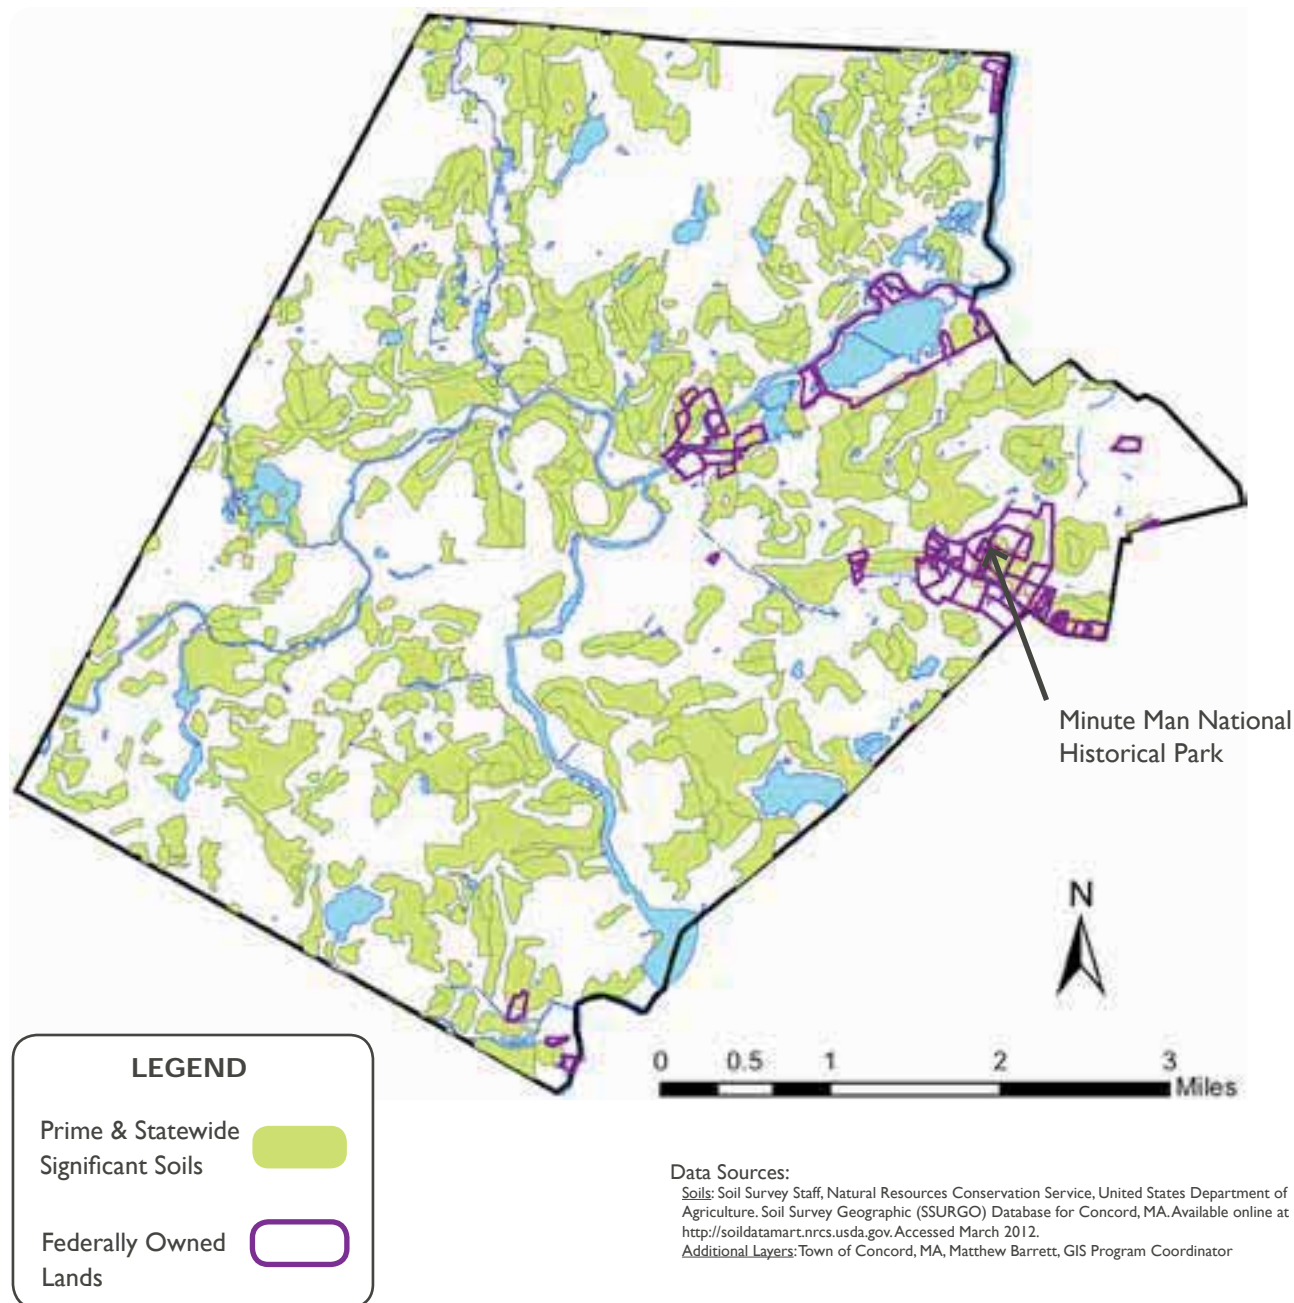 Minute Man National
Historical Park
N
0 0.5 1 2 3
Miles
LEGEND
Prime & Statewide
Significant Soils
Federally Owned
Lands
Data Sources:
Soils: Soil Survey Staff, Natural Resources Conservation Service, United States Department of
Agriculture. Soil Survey Geographic (SSURGO) Database for Concord, MA. Available online at
http://soildatamart.nrcs.usda.gov. Accessed March 2012.
Additional Layers: Town of Concord, MA, Matthew Barrett, GIS Program Coordinator